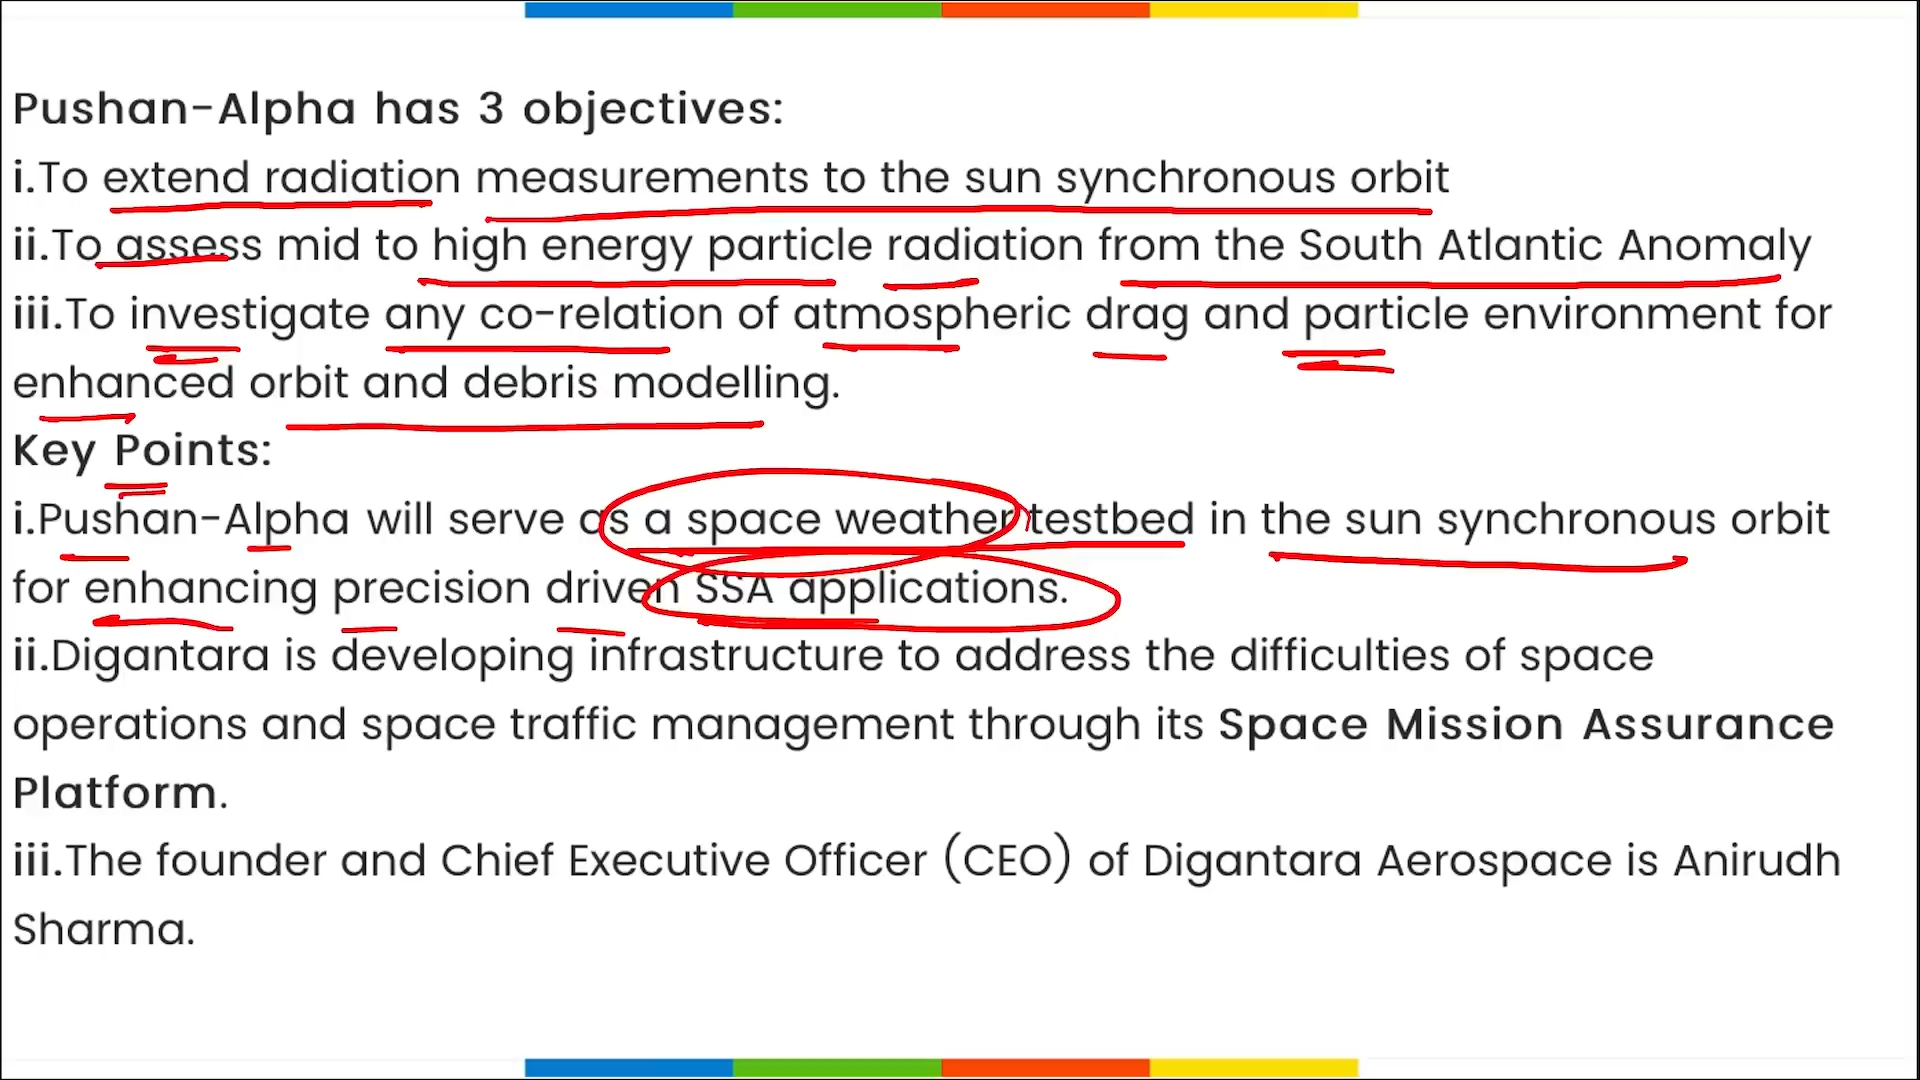 Pushan-Alpha has 3 objectives:
i.To extend radiation measurements to the sun synchronous orbit
ii.To assess mid to high energy particle radiation from the South Atlantic Anomaly
iii.To investigate any co-relation of atmospheric drag and particle environment for
enhanced orbit and debris modelling.
Key Points:
i.Pushan-Alpha will serve as a space weather testbed in the sun synchronous orbit
for enhancing precision driven SSA applications.
ii.Digantara is developing infrastructure to address the difficulties of space
operations and space traffic management through its Space Mission Assurance
Platform.
iii.The founder and Chief Executive Officer (CEO) of Digantara Aerospace is Anirudh
Sharma.